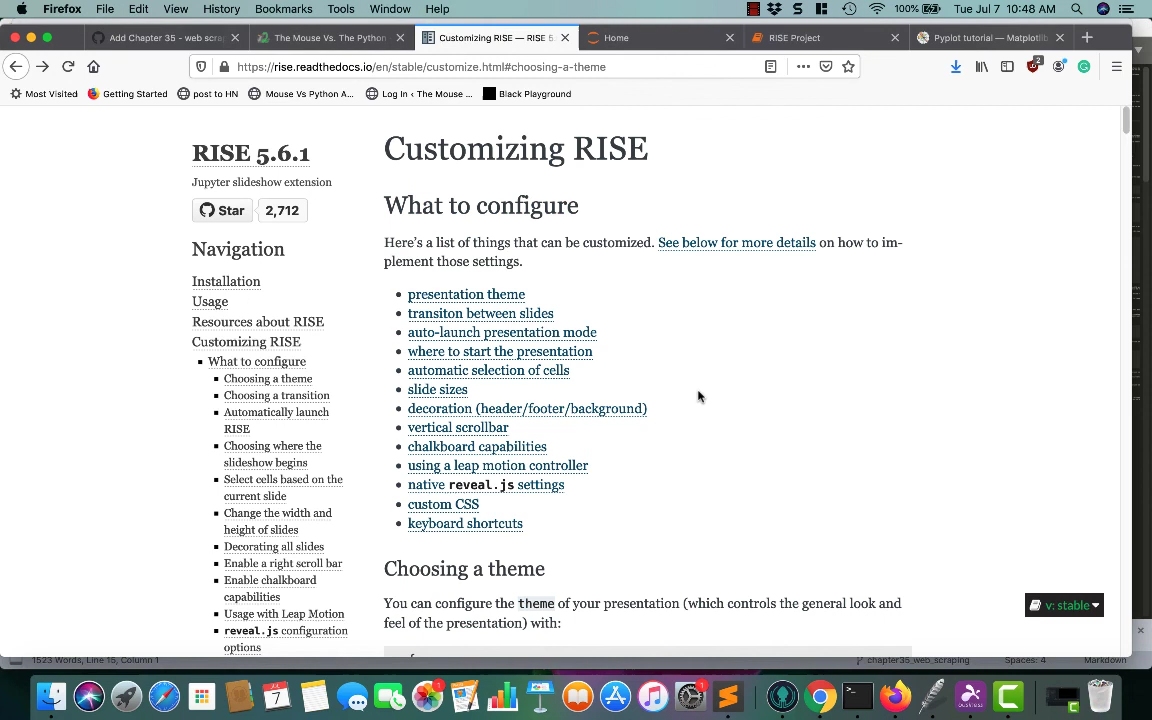 Firefox File Edit View History Bookmarks Tools Window Help 100% Tue Jul 7 10:48 AM
Add Chapter 35 - web scra The Mouse Vs. The Python Customizing RISE — RISE 5. Home RISE Project Pyplot tutorial — Matplotlib
https://rise.readthedocs.io/en/stable/customize.html#choosing-a-theme
2
Most Visited Getting Started post to HN Mouse Vs Python A... Log In ‹ The Mouse ... Black Playground
RISE 5.6.1
Jupyter slideshow extension
Star 2,712
Navigation
Installation
Usage
Resources about RISE
Customizing RISE
What to configure
Choosing a theme
Choosing a transition
Automatically launch
RISE
Choosing where the
slideshow begins
Select cells based on the
current slide
Change the width and
height of slides
Decorating all slides
Enable a right scroll bar
Enable chalkboard
capabilities
Usage with Leap Motion
reveal.js configuration
options
Customizing RISE
What to configure
Here's a list of things that can be customized. See below for more details on how to im-
plement those settings.
presentation theme
transiton between slides
auto-launch presentation mode
where to start the presentation
automatic selection of cells
slide sizes
decoration (header/footer/background)
vertical scrollbar
chalkboard capabilities
using a leap motion controller
native reveal.js settings
custom CSS
keyboard shortcuts
Choosing a theme
You can configure the theme of your presentation (which controls the general look and
feel of the presentation) with:
{
v: stable
1523 Words, Line 15, Column 1 chapter35_web_scraping Spaces: 4 Markdown
7 1 1